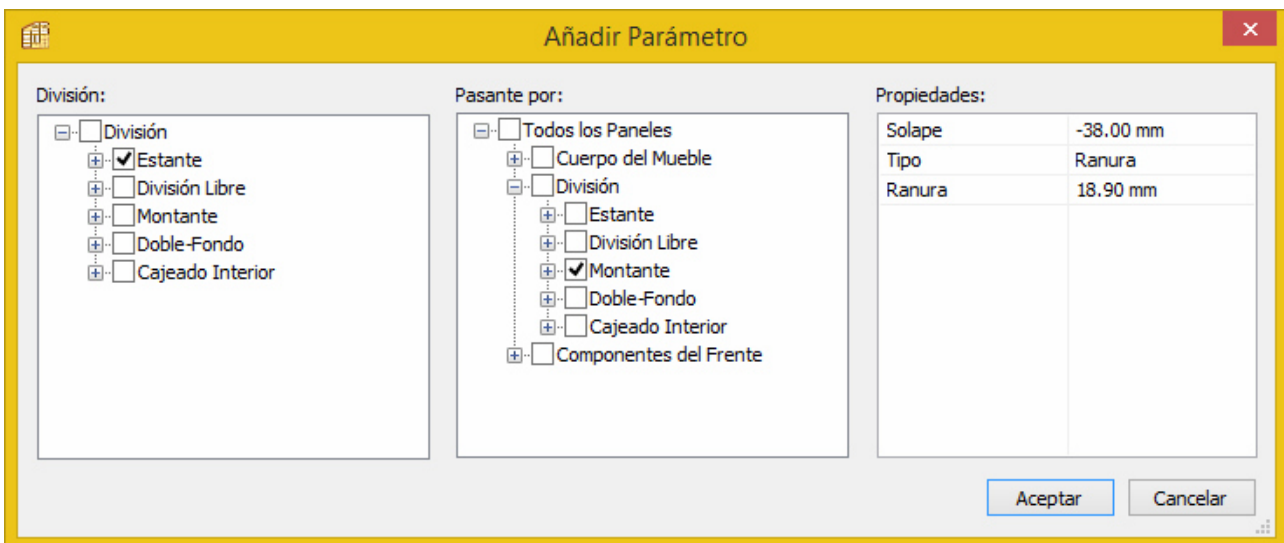 Añadir Parámetro
División:
División
Estante
División Libre
Montante
Doble-Fondo
Cajeado Interior
Pasante por:
Todos los Paneles
Cuerpo del Mueble
División
Estante
División Libre
Montante
Doble-Fondo
Cajeado Interior
Componentes del Frente
Propiedades:
Solape -38.00 mm
Tipo Ranura
Ranura 18.90 mm
Aceptar Cancelar